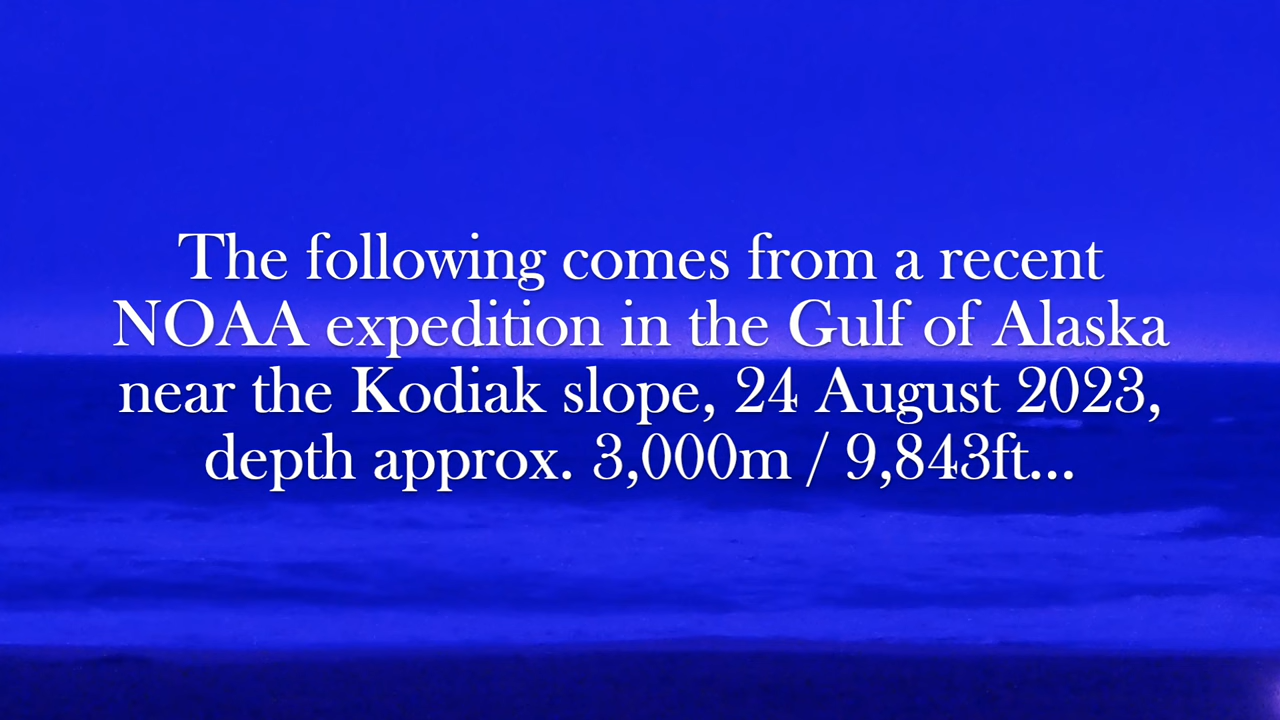 The following comes from a recent
NOAA expedition in the Gulf of Alaska
near the Kodiak slope, 24 August 2023,
depth approx. 3,000m / 9,843ft...